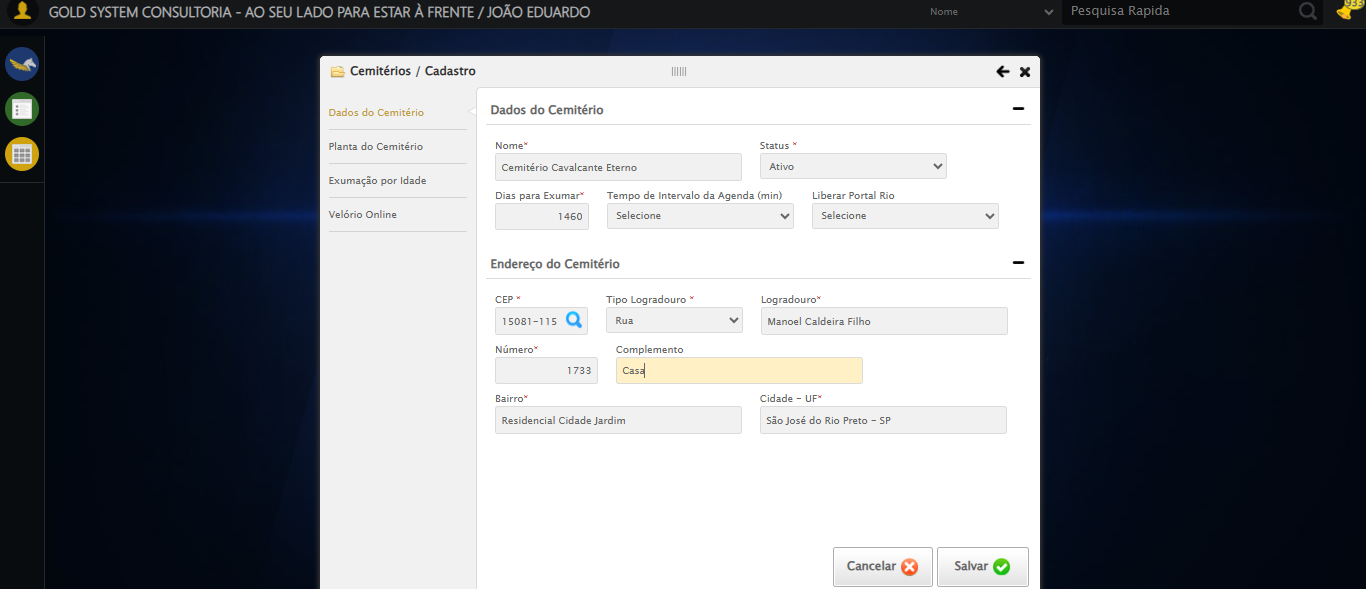 GOLD SYSTEM CONSULTORIA - AO SEU LADO PARA ESTAR À FRENTE / JOÃO EDUARDO
Nome
Pesquisa Rapida
933
Cemitérios / Cadastro
Dados do Cemitério
Planta do Cemitério
Exumação por Idade
Velório Online
Dados do Cemitério
Nome* Status *
Cemitério Cavalcante Eterno Ativo
Dias para Exumar* Tempo de Intervalo da Agenda (min) Liberar Portal Rio
1460 Selecione Selecione
Endereço do Cemitério
CEP * Tipo Logradouro * Logradouro*
15081-115 Rua Manoel Caldeira Filho
Número* Complemento
1733 Casa
Bairro* Cidade - UF*
Residencial Cidade Jardim São José do Rio Preto - SP
Cancelar Salvar